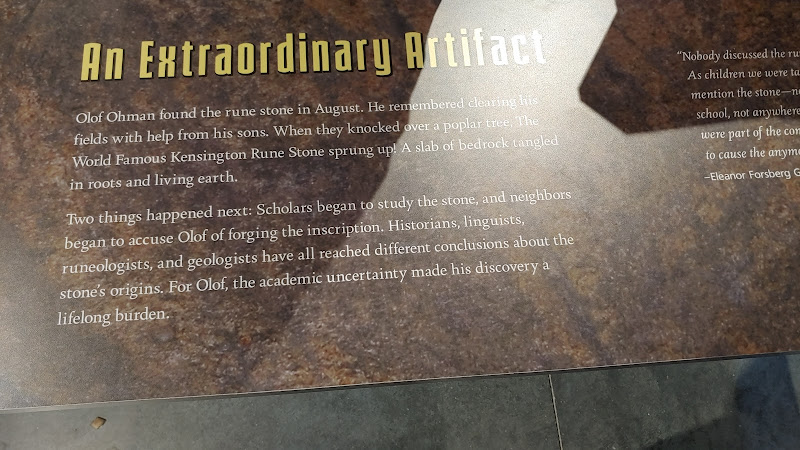 An Extraordinary Artifact
Olof Ohman found the rune stone in August. He remembered clearing his
fields with help from his sons. When they knocked over a poplar tree. The
World Famous Kensington Rune Stone sprung up! A slab of bedrock tangled
in roots and living earth.
Two things happened next: Scholars began to study the stone, and neighbors
began to accuse Olof of forging the inscription. Historians, linguists,
runeologists, and geologists have all reached different conclusions about the
stone's origins. For Olof, the academic uncertainty made his discovery a
lifelong burden.
"Nobody discussed the
As children we were
mention the stone—
school, not anywhere
were part of the
to cause the
–Eleanor Forsberg